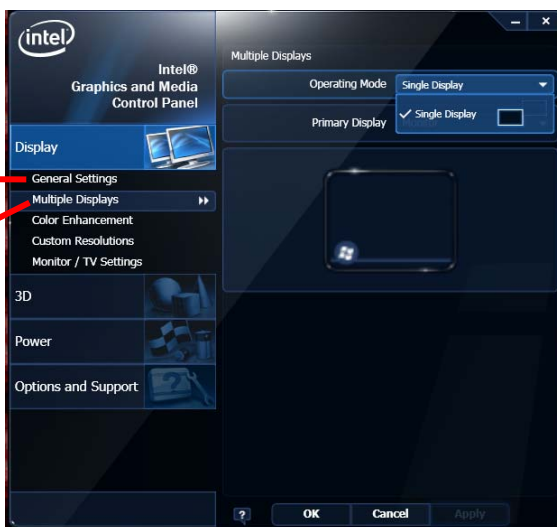 intel
Intel®
Graphics and Media
Control Panel
Display
General Settings
Multiple Displays
Color Enhancement
Custom Resolutions
Monitor / TV Settings
3D
Power
Options and Support
Multiple Displays
Operating Mode Single Display
Single Display
Primary Display
? OK Cancel Apply